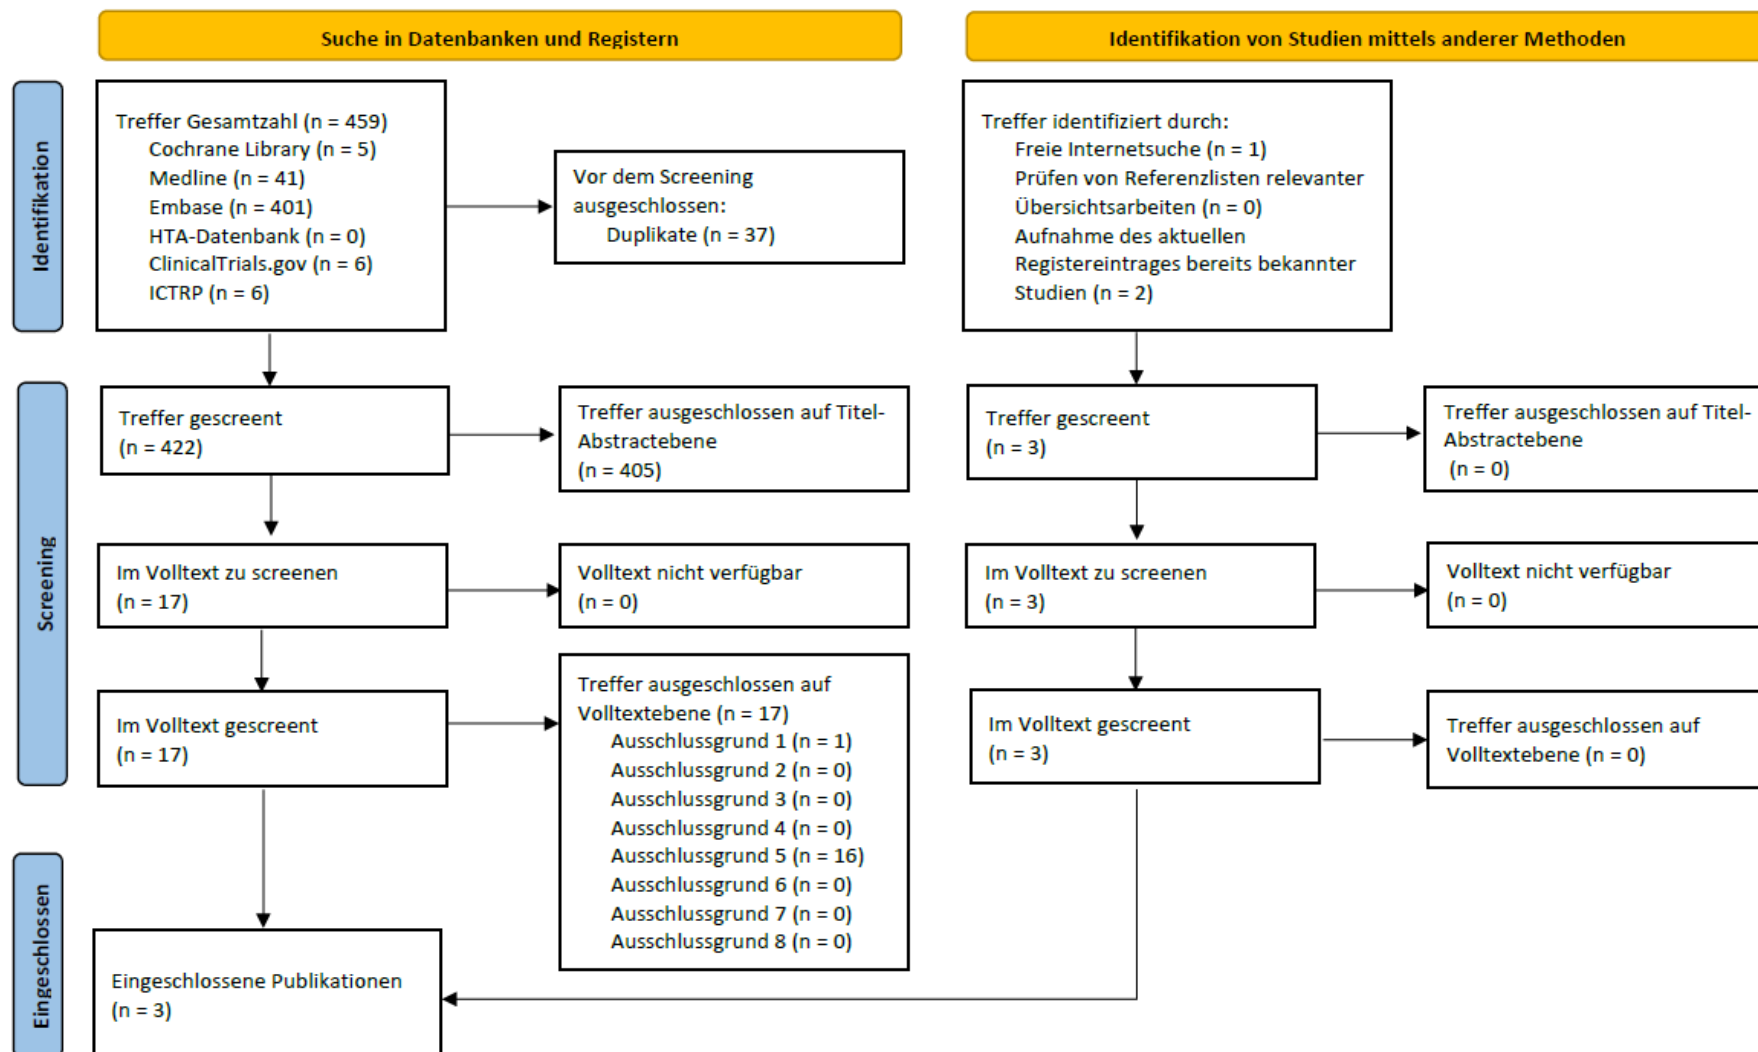 Suche in Datenbanken und Registern
Identifikation von Studien mittels anderer Methoden
Identifikation
Treffer Gesamtzahl (n = 459)
Cochrane Library (n = 5)
Medline (n = 41)
Embase (n = 401)
HTA-Datenbank (n = 0)
ClinicalTrials.gov (n = 6)
ICTRP (n = 6)
Vor dem Screening
ausgeschlossen:
Duplikate (n = 37)
Treffer identifiziert durch:
Freie Internetsuche (n = 1)
Prüfen von Referenzlisten relevanter
Übersichtsarbeiten (n = 0)
Aufnahme des aktuellen
Registereintrages bereits bekannter
Studien (n = 2)
Screening
Treffer gescreent
(n = 422)
Treffer ausgeschlossen auf Titel-
Abstractebene
(n = 405)
Treffer gescreent
(n = 3)
Treffer ausgeschlossen auf Titel-
Abstractebene
(n = 0)
Im Volltext zu screenen
(n = 17)
Volltext nicht verfügbar
(n = 0)
Im Volltext zu screenen
(n = 3)
Volltext nicht verfügbar
(n = 0)
Im Volltext gescreent
(n = 17)
Treffer ausgeschlossen auf
Volltextebene (n = 17)
Ausschlussgrund 1 (n = 1)
Ausschlussgrund 2 (n = 0)
Ausschlussgrund 3 (n = 0)
Ausschlussgrund 4 (n = 0)
Ausschlussgrund 5 (n = 16)
Ausschlussgrund 6 (n = 0)
Ausschlussgrund 7 (n = 0)
Ausschlussgrund 8 (n = 0)
Im Volltext gescreent
(n = 3)
Treffer ausgeschlossen auf
Volltextebene (n = 0)
Eingeschlossen
Eingeschlossene Publikationen
(n = 3)